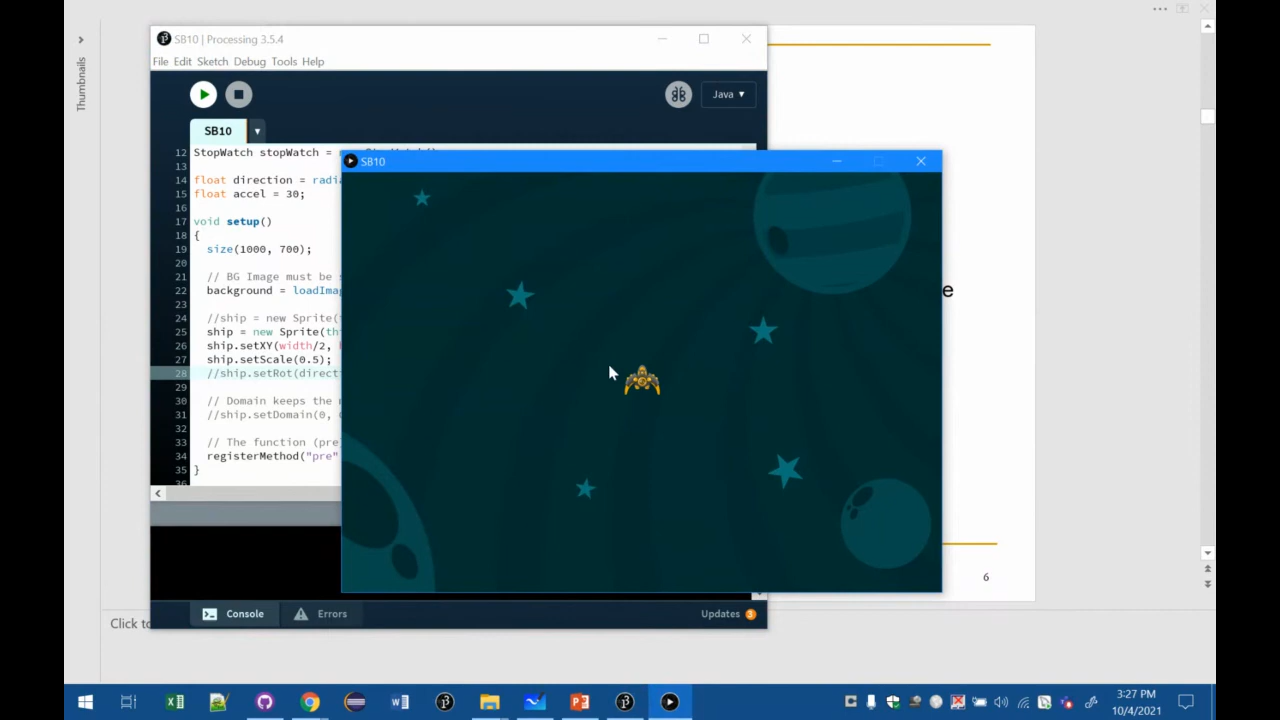 Thumbnails
SB10 | Processing 3.5.4
File Edit Sketch Debug Tools Help
Java ▾
SB10
12 StopWatch stopWatch =
13
14 float direction = radia
15 float accel = 30;
16
17 void setup()
18 {
19 size(1000, 700);
20
21 // BG Image must be s
22 background = loadImag
23
24 //ship = new Sprite(t
25 ship = new Sprite(thi
26 ship.setXY(width/2, h
27 ship.setScale(0.5);
28 //ship.setRot(directi
29
30 // Domain keeps the m
31 //ship.setDomain(0,
32
33 // The function (pre
34 registerMethod("pre"
35 }
36
SB10
e
6
Console
Errors
Updates 3
Click to
3:27 PM
10/4/2021